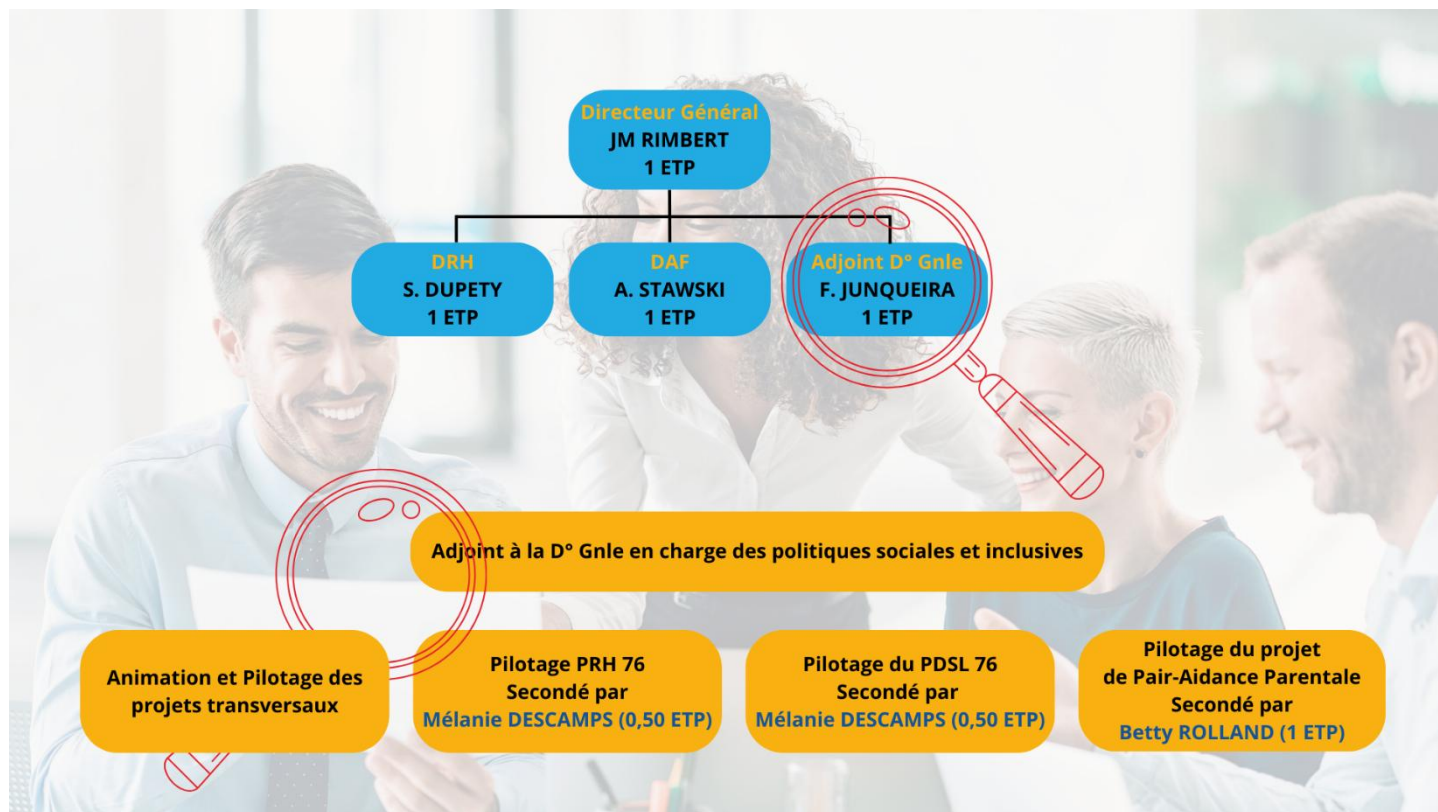 Directeur Général
JM RIMBERT
1 ETP
DRH
S. DUPETY
1 ETP
DAF
A. STAWSKI
1 ETP
Adjoint D° Gnle
F. JUNQUEIRA
1 ETP
Adjoint à la D° Gnle en charge des politiques sociales et inclusives
Animation et Pilotage des
projets transversaux
Pilotage PRH 76
Secondé par
Mélanie DESCAMPS (0,50 ETP)
Pilotage du PDSL 76
Secondé par
Mélanie DESCAMPS (0,50 ETP)
Pilotage du projet
de Pair-Aidance Parentale
Secondé par
Betty ROLLAND (1 ETP)